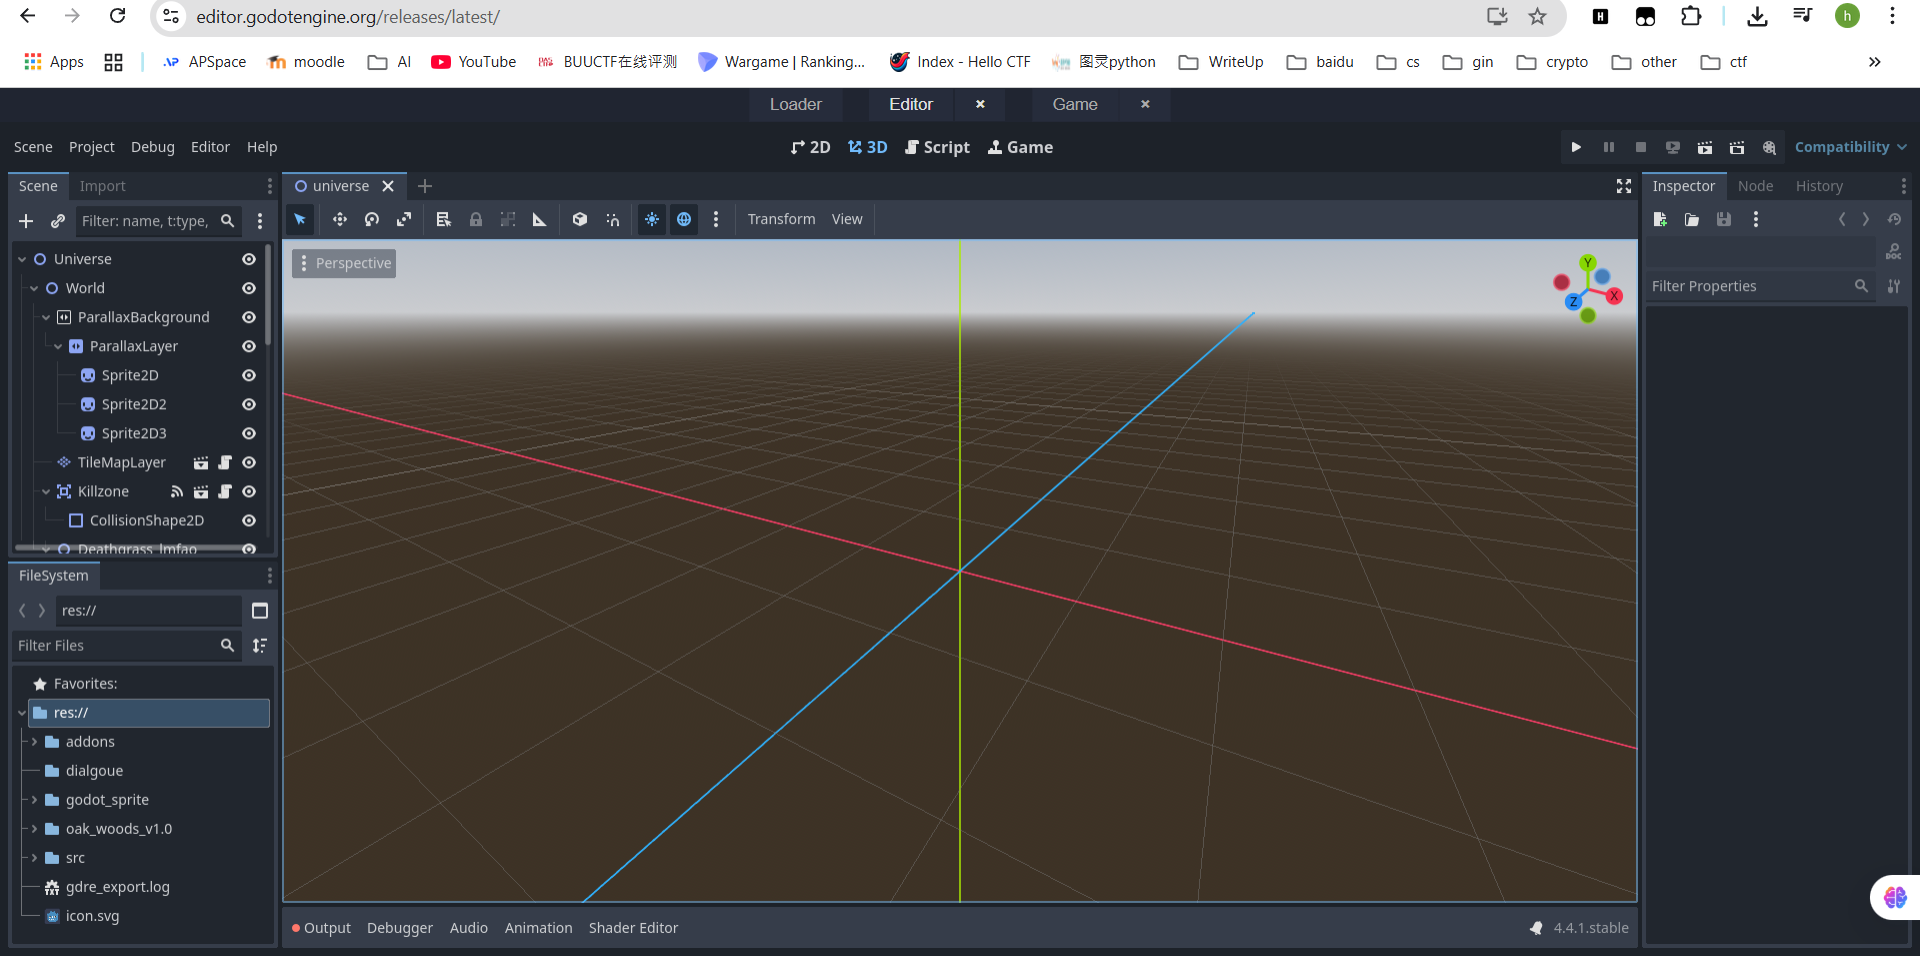 editor.godotengine.org/releases/latest/
h
Apps
APSpace
moodle
AI
YouTube
BUUCTF在线评测
Wargame | Ranking...
Index - Hello CTF
图灵python
WriteUp
baidu
cs
gin
crypto
other
ctf
»
Loader
Editor
Game
Scene Project Debug Editor Help
2D 3D Script Game
Compatibility
Scene Import
universe
Inspector Node History
Filter: name, t:type,
Transform View
DOC
Perspective
Y
X
Z
Filter Properties
Universe
World
ParallaxBackground
ParallaxLayer
Sprite2D
Sprite2D2
Sprite2D3
TileMapLayer
Killzone
CollisionShape2D
Deathgrass_lmfao
FileSystem
res://
Filter Files
Favorites:
res://
addons
dialgoue
godot_sprite
oak_woods_v1.0
src
gdre_export.log
icon.svg
Output Debugger Audio Animation Shader Editor
4.4.1.stable